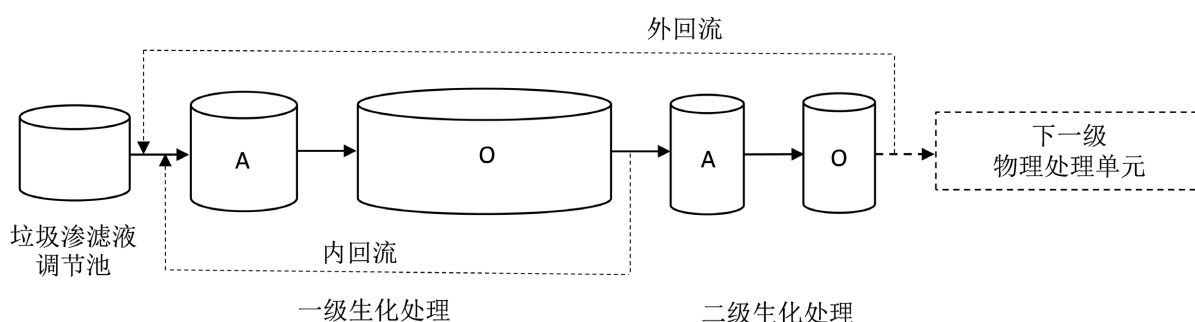 外回流
A
O
A
O
下一级
物理处理单元
垃圾渗滤液
调节池
内回流
一级生化处理
二级生化处理